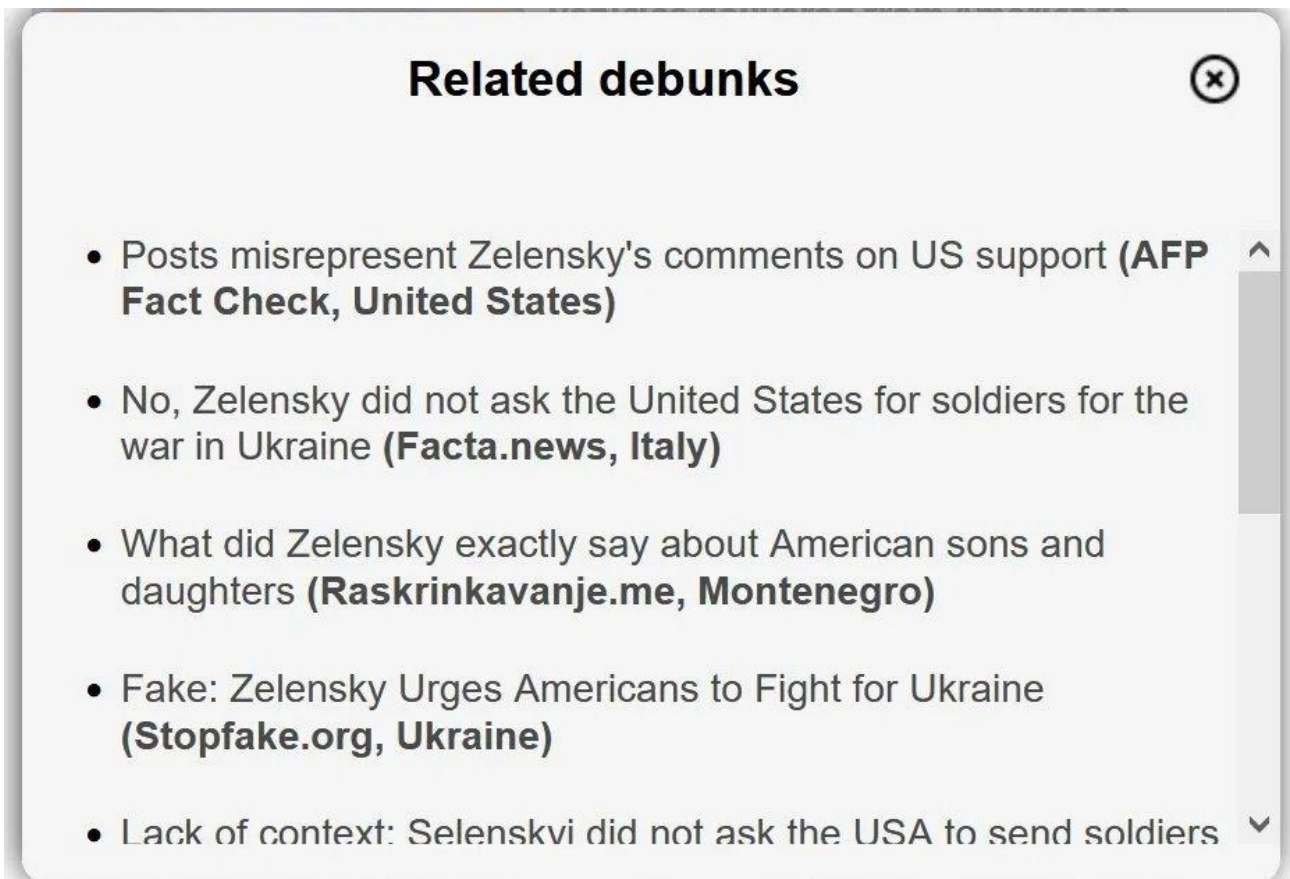 Related debunks
• Posts misrepresent Zelensky's comments on US support (AFP
Fact Check, United States)
• No, Zelensky did not ask the United States for soldiers for the
war in Ukraine (Facta.news, Italy)
• What did Zelensky exactly say about American sons and
daughters (Raskrinkavanje.me, Montenegro)
• Fake: Zelensky Urges Americans to Fight for Ukraine
(Stopfake.org, Ukraine)
• Lack of context: Selenskyi did not ask the USA to send soldiers